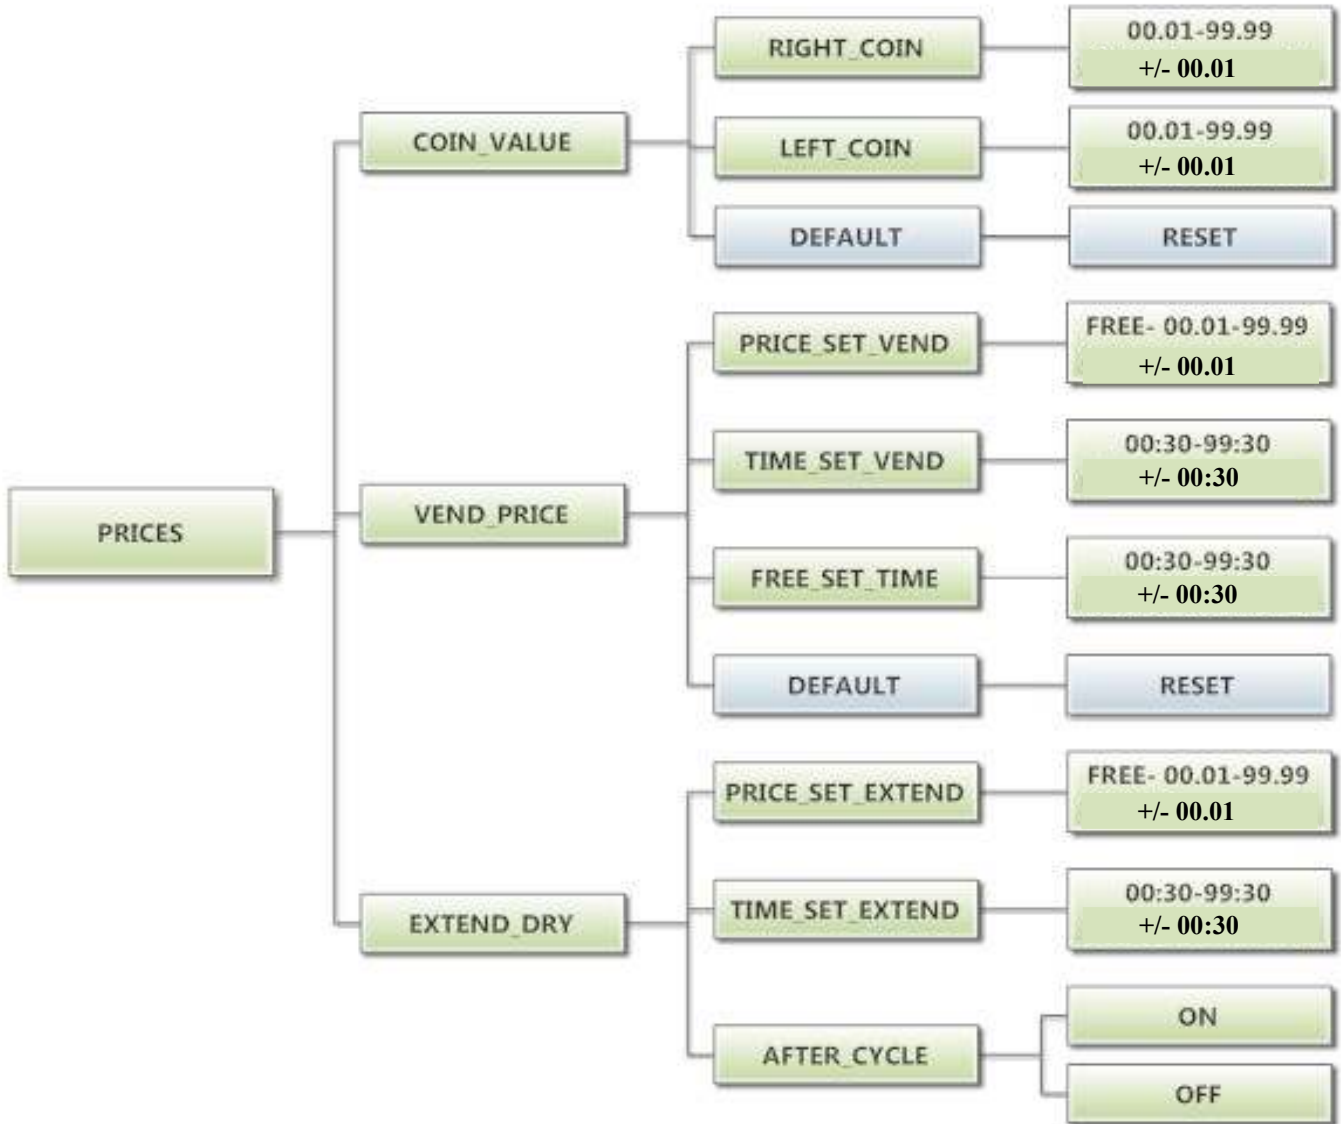 PRICES
COIN_VALUE
RIGHT_COIN
00.01-99.99
+/- 00.01
LEFT_COIN
00.01-99.99
+/- 00.01
DEFAULT
RESET
VEND_PRICE
PRICE_SET_VEND
FREE- 00.01-99.99
+/- 00.01
TIME_SET_VEND
00:30-99:30
+/- 00:30
FREE_SET_TIME
00:30-99:30
+/- 00:30
DEFAULT
RESET
EXTEND_DRY
PRICE_SET_EXTEND
FREE- 00.01-99.99
+/- 00.01
TIME_SET_EXTEND
00:30-99:30
+/- 00:30
AFTER_CYCLE
ON
OFF